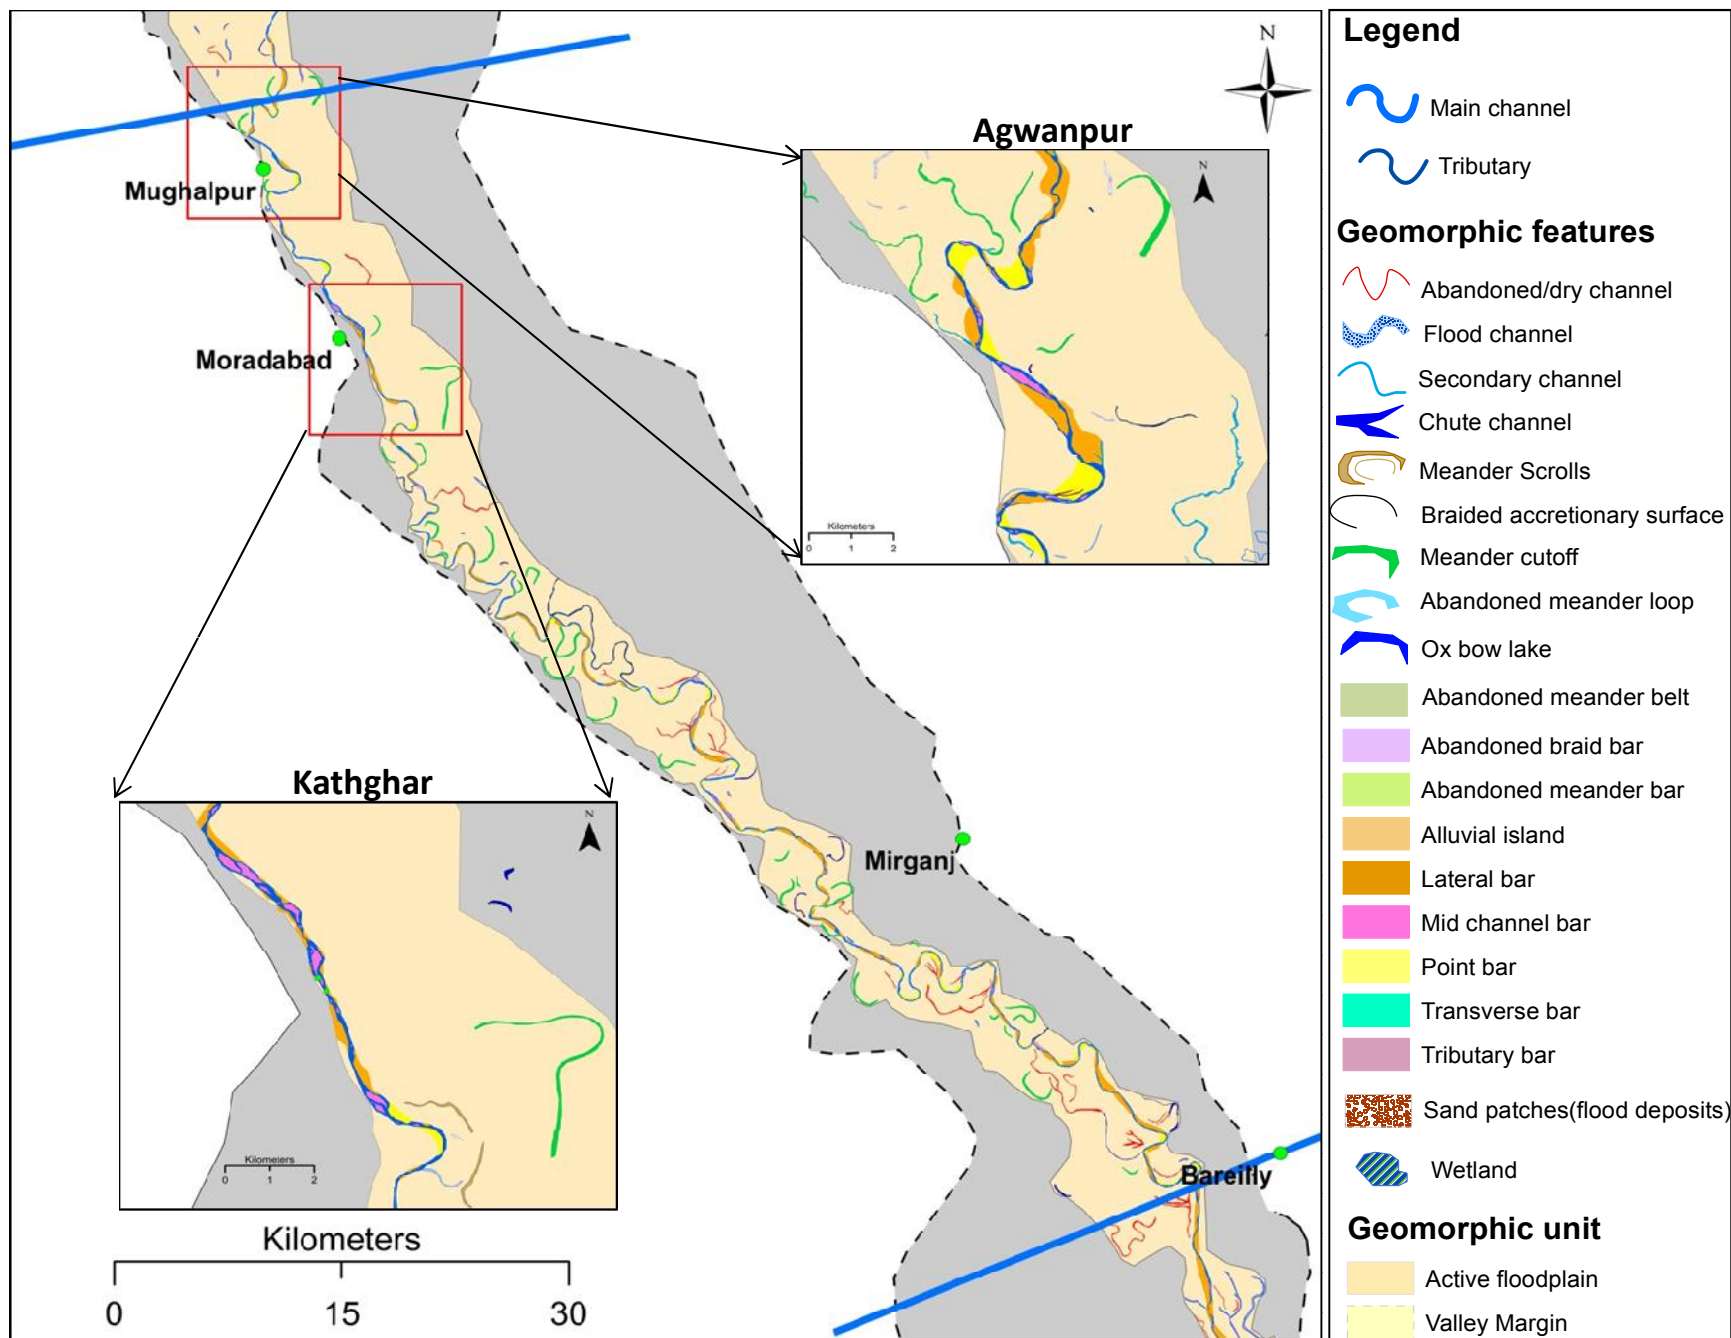 N
Agwanpur
N
Kilometers
0 1 2
Mughalpur
Moradabad
Mirganj
Bareilly
Kathghar
N
Kilometers
0 1 2
Kilometers
0 15 30
Legend
Main channel
Tributary
Geomorphic features
Abandoned/dry channel
Flood channel
Secondary channel
Chute channel
Meander Scrolls
Braided accretionary surface
Meander cutoff
Abandoned meander loop
Ox bow lake
Abandoned meander belt
Abandoned braid bar
Abandoned meander bar
Alluvial island
Lateral bar
Mid channel bar
Point bar
Transverse bar
Tributary bar
Sand patches(flood deposits)
Wetland
Geomorphic unit
Active floodplain
Valley Margin